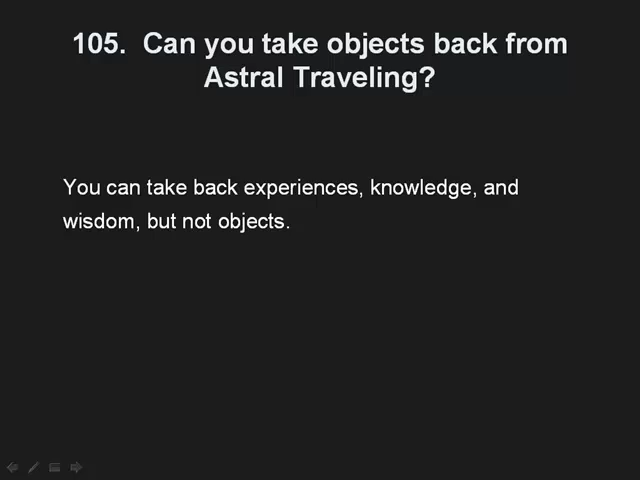 105. Can you take objects back from
Astral Traveling?
You can take back experiences, knowledge, and
wisdom, but not objects.